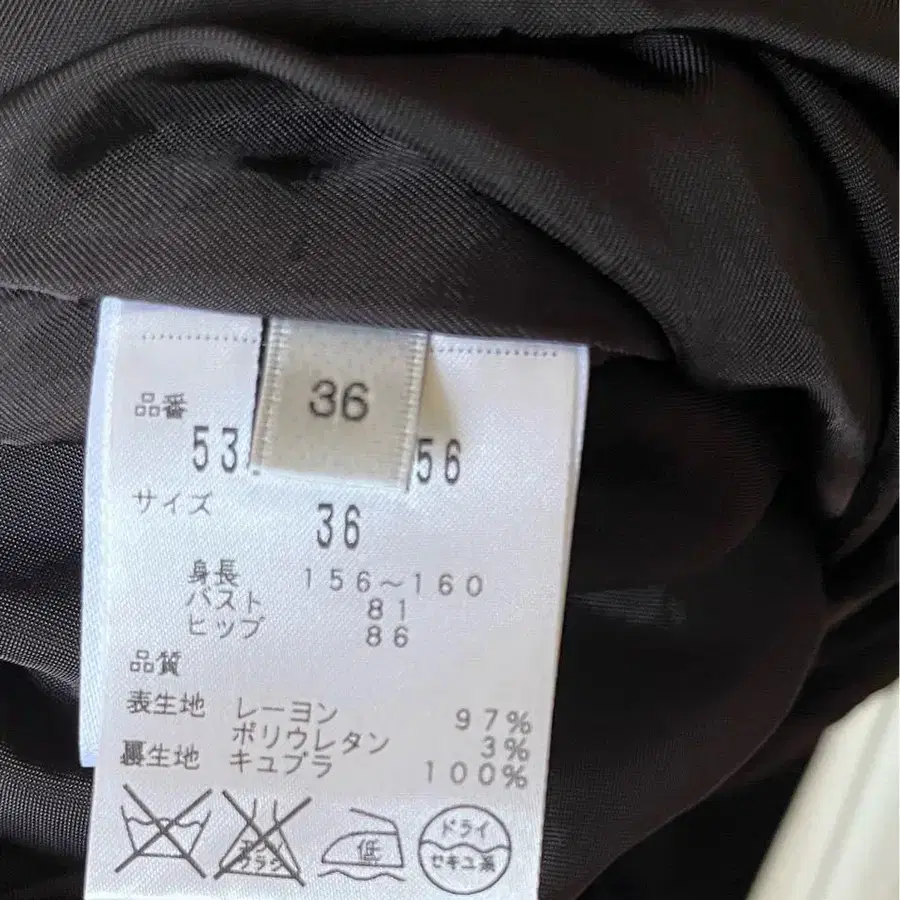 36
品番
53 56
サイズ
36
身長 156～160
バスト 81
ヒップ 86
品質
表生地 レーヨン 97%
ポリウレタン 3%
裏生地 キュプラ 100%
低
ドライ
セキユ系